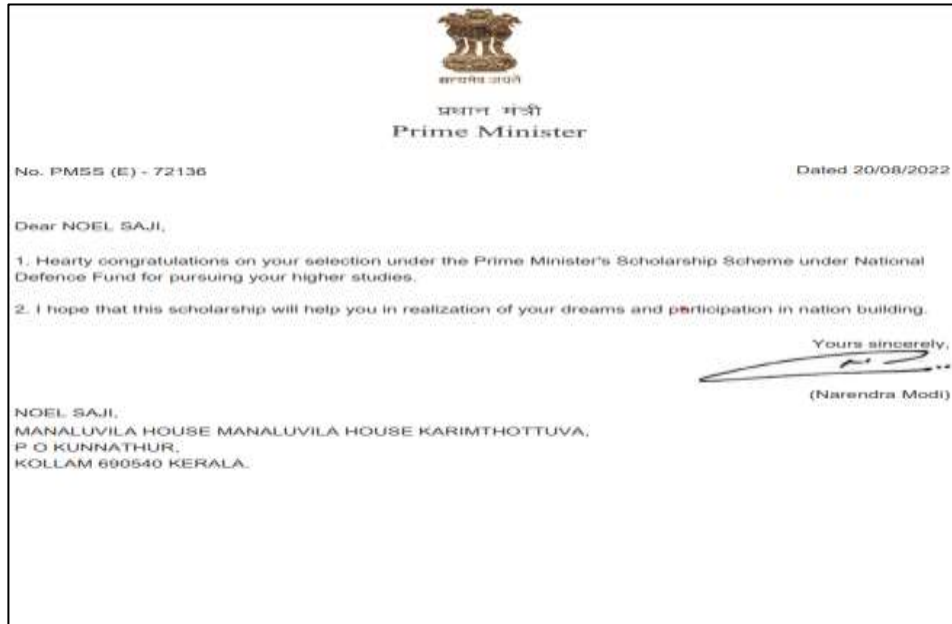 सत्यमेव जयते
प्रधान मंत्री
Prime Minister
No. PMSS (E) - 72136 Dated 20/08/2022
Dear NOEL SAJI,
1. Hearty congratulations on your selection under the Prime Minister's Scholarship Scheme under National
Defence Fund for pursuing your higher studies.
2. I hope that this scholarship will help you in realization of your dreams and participation in nation building.
Yours sincerely,
(Narendra Modi)
NOEL SAJI,
MANALUVILA HOUSE MANALUVILA HOUSE KARIMTHOTTUVA,
P O KUNNATHUR,
KOLLAM 690540 KERALA.